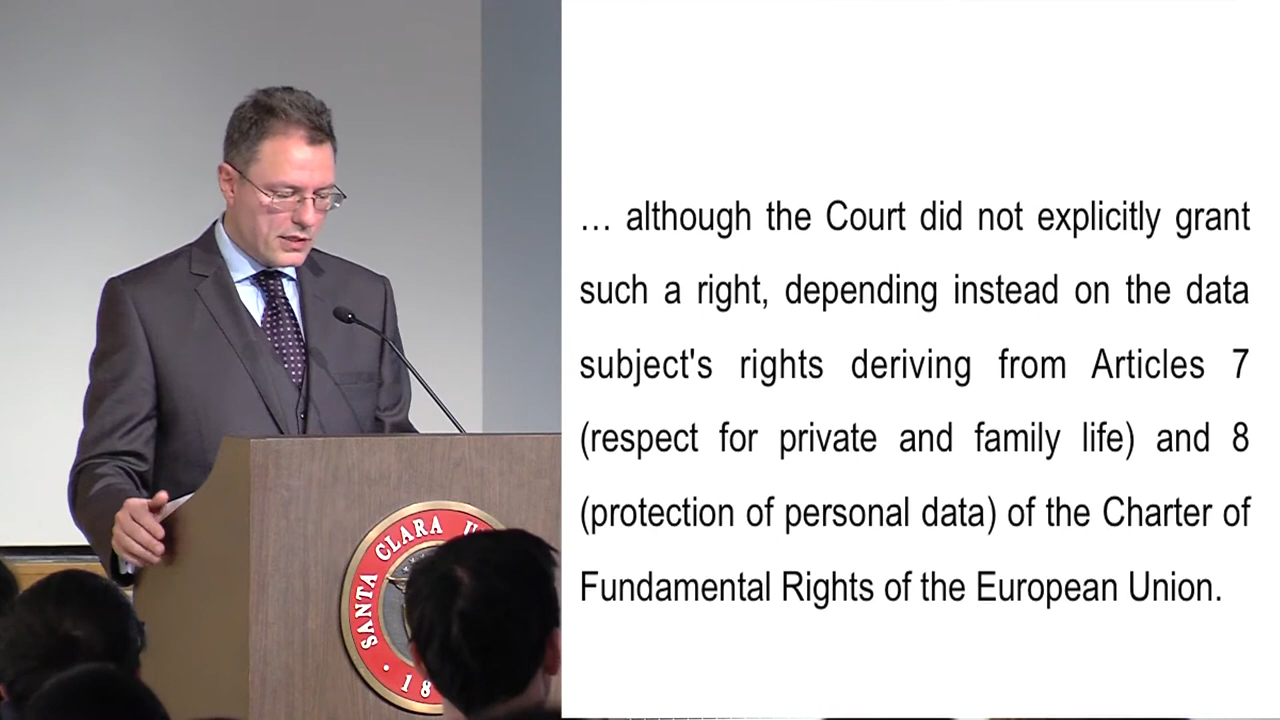 … although the Court did not explicitly grant
such a right, depending instead on the data
subject's rights deriving from Articles 7
(respect for private and family life) and 8
(protection of personal data) of the Charter of
Fundamental Rights of the European Union.
SANTA CLARA U
· 18